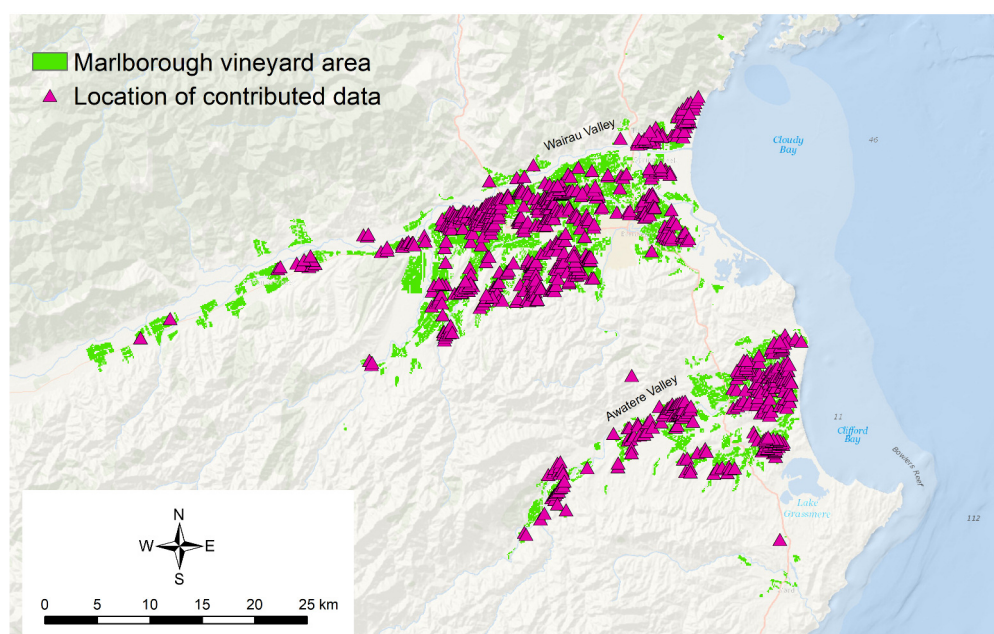 Marlborough vineyard area
Location of contributed data
Wairau Valley
Cloudy
Bay
46
Awatere Valley
11
Clifford
Bay
Bowlers Reef
Lake
Grassmere
112
N
W E
S
0 5 10 15 20 25 km